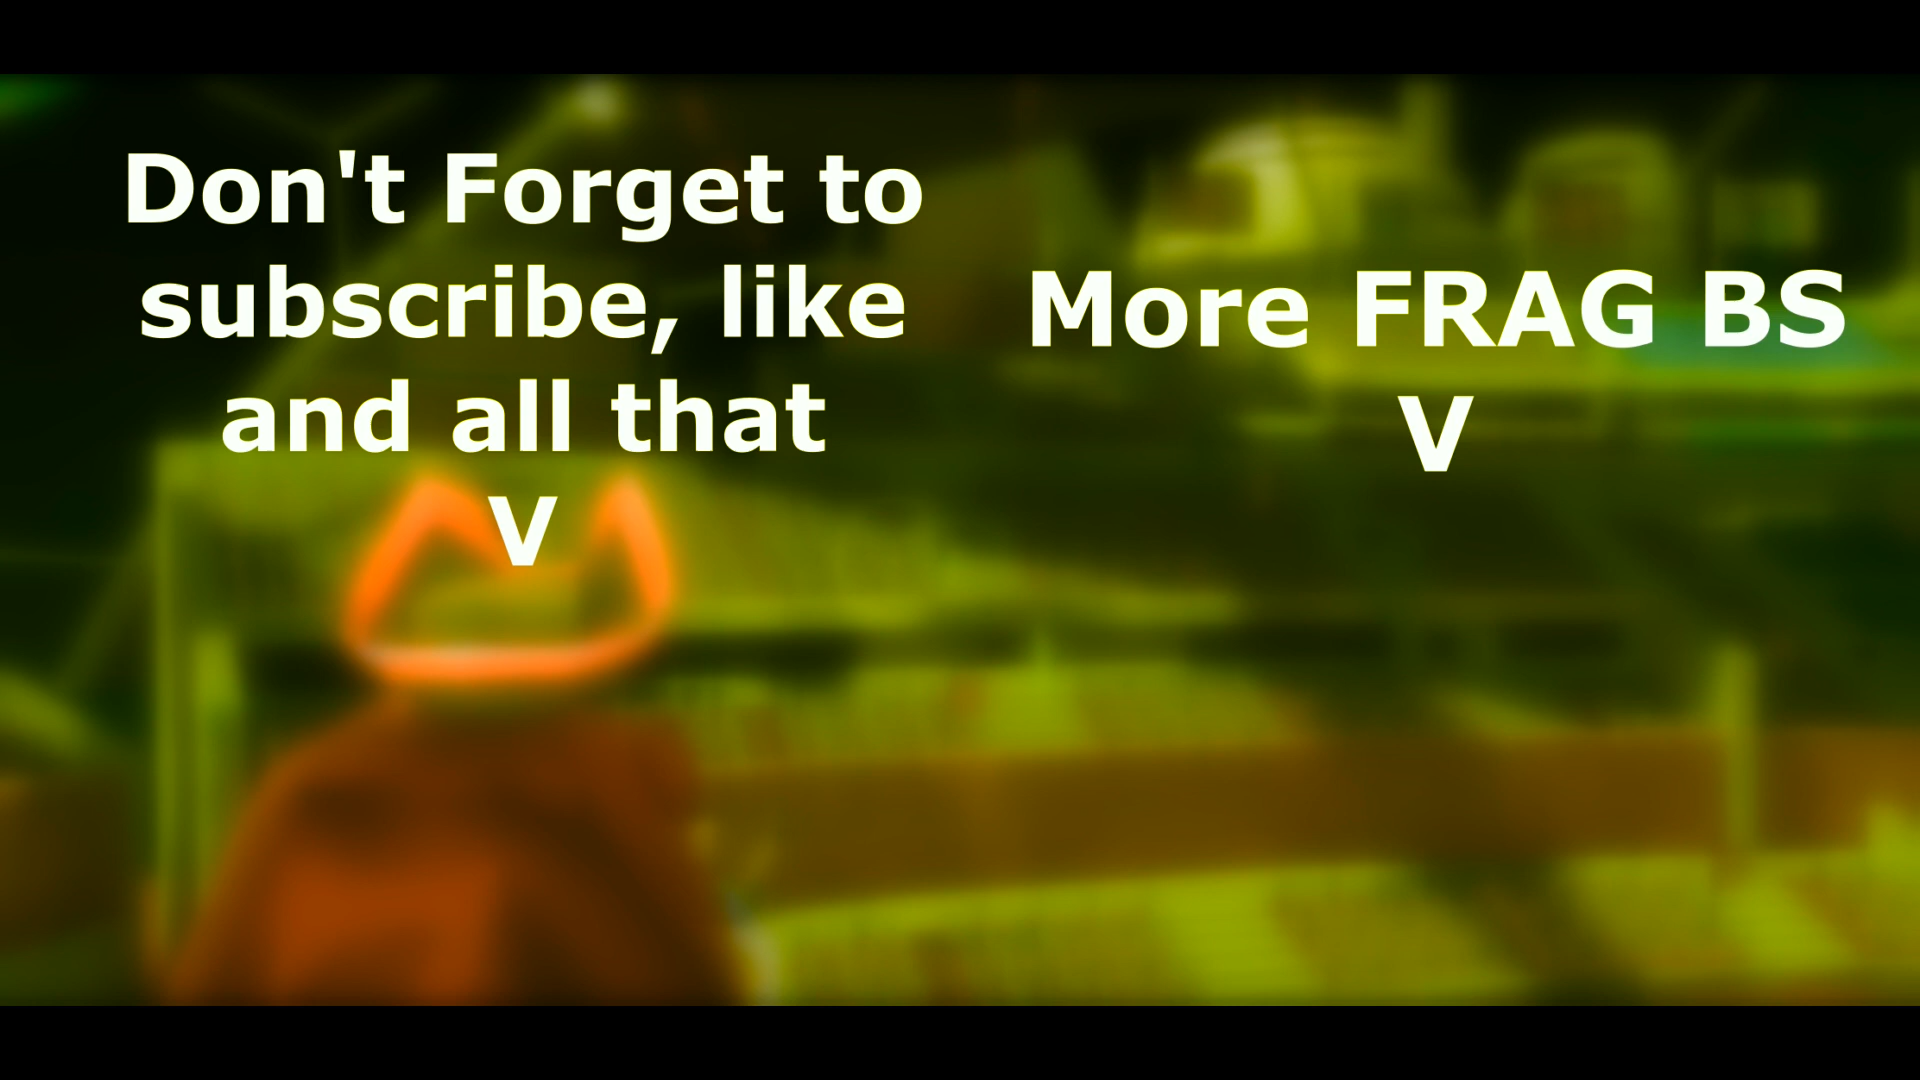 Don't Forget to
subscribe, like
and all that
V
More FRAG BS
V